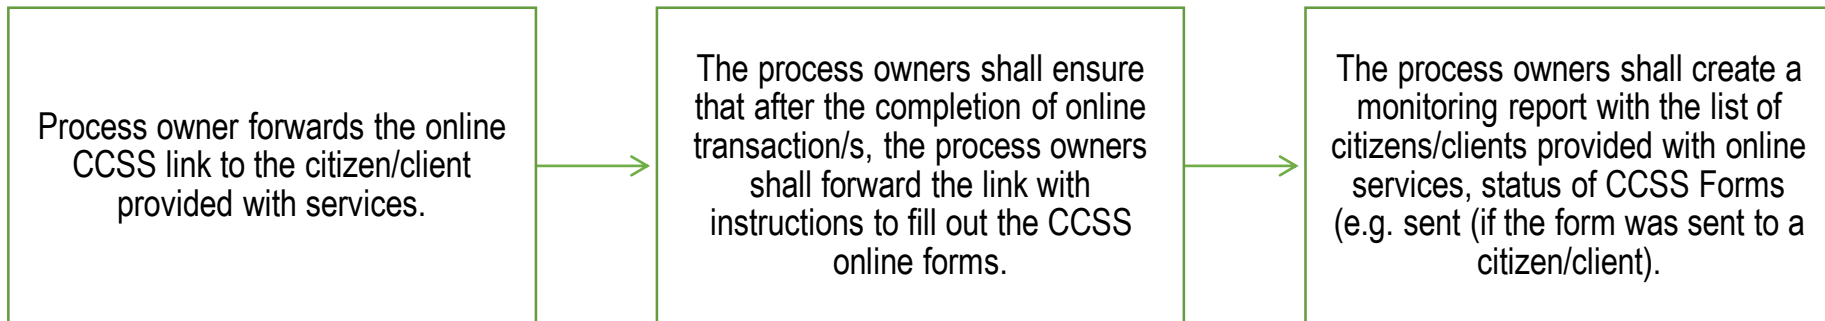 Process owner forwards the online
CCSS link to the citizen/client
provided with services.
The process owners shall ensure
that after the completion of online
transaction/s, the process owners
shall forward the link with
instructions to fill out the CCSS
online forms.
The process owners shall create a
monitoring report with the list of
citizens/clients provided with online
services, status of CCSS Forms
(e.g. sent (if the form was sent to a
citizen/client).